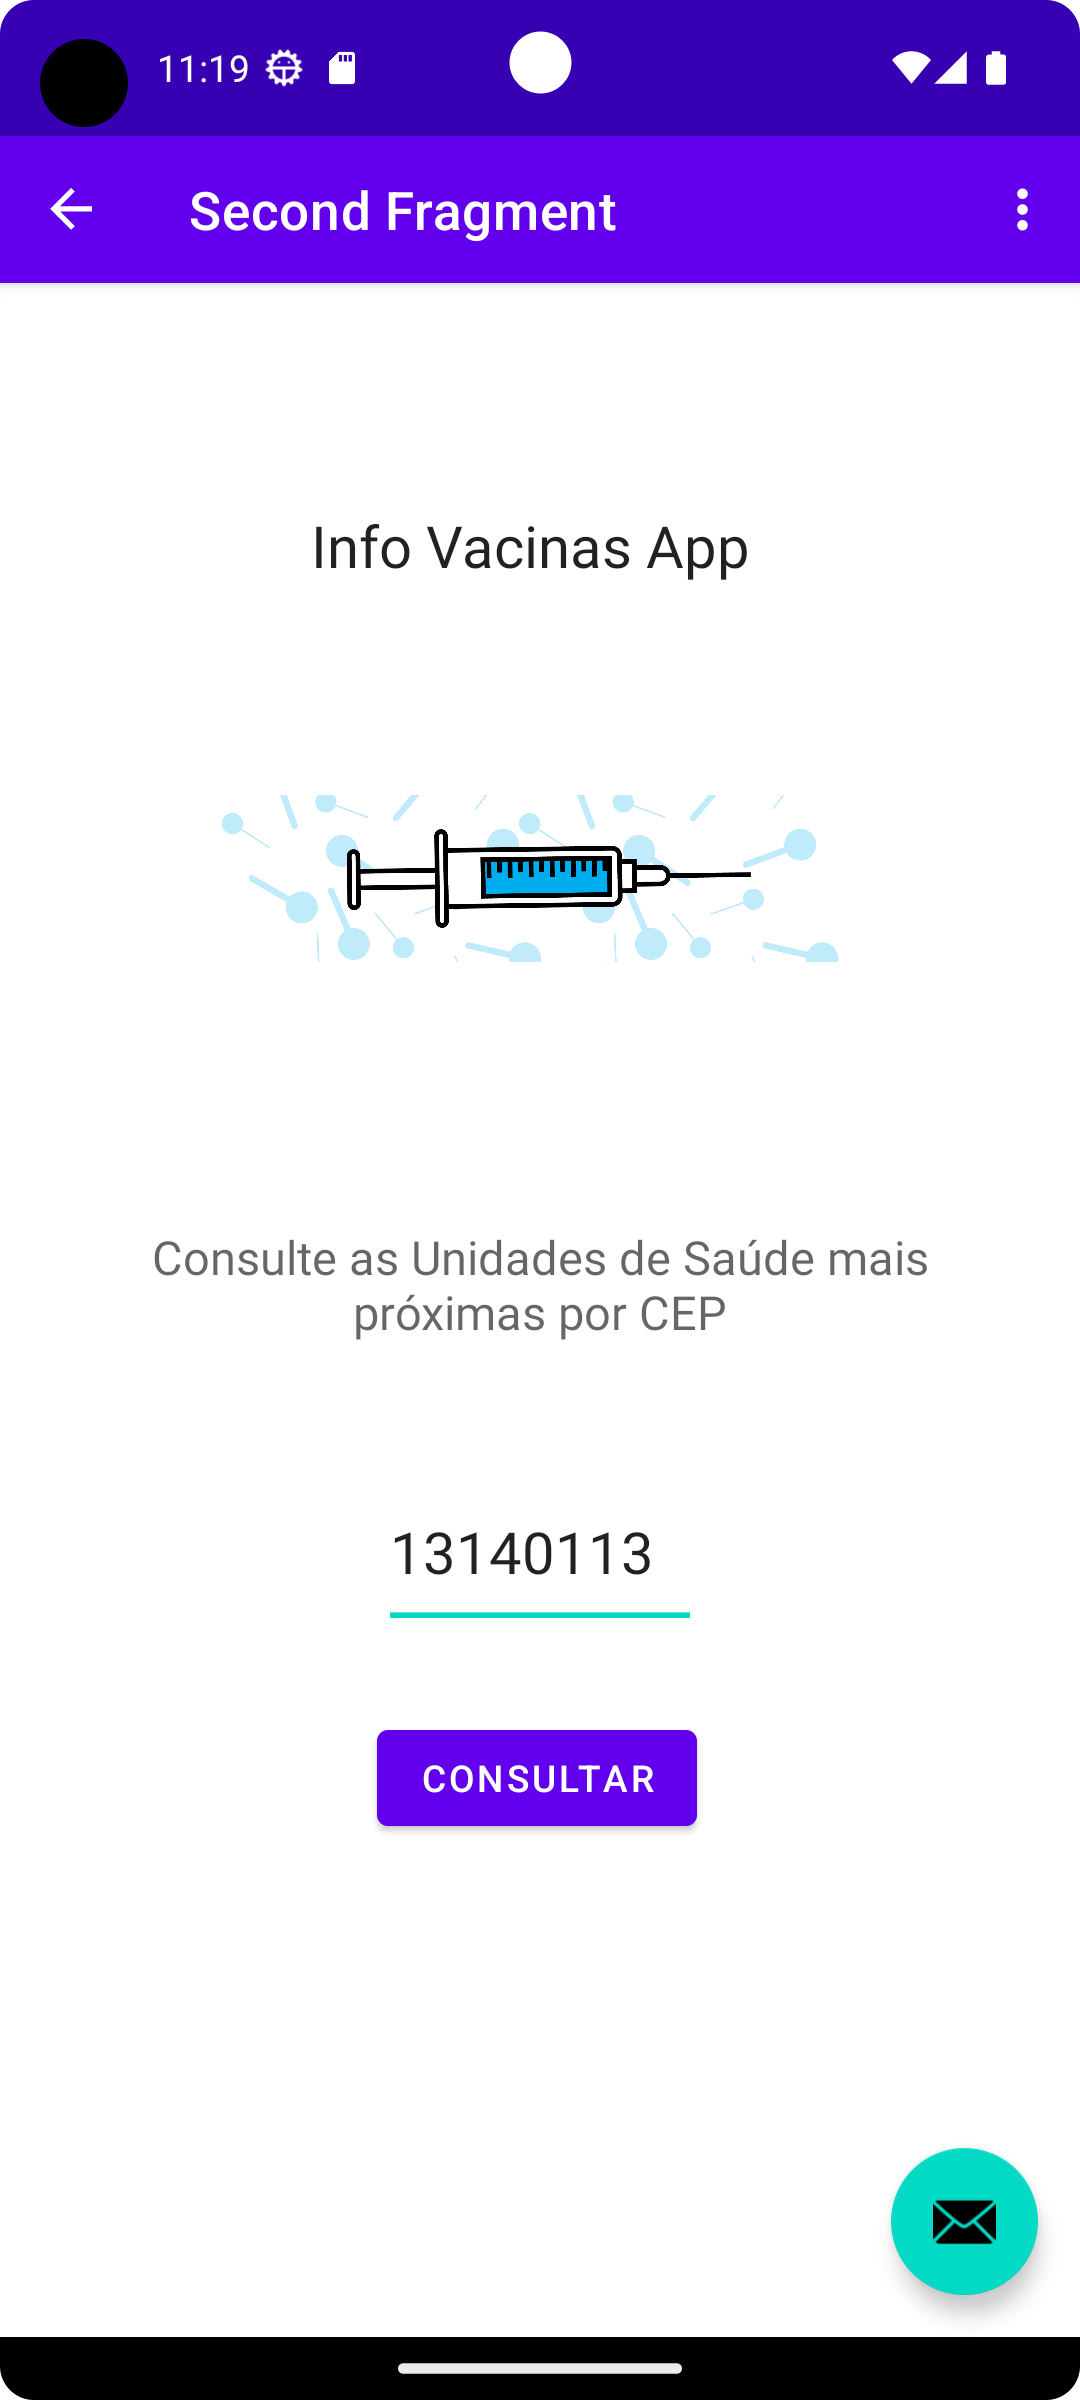 11:19
Second Fragment
Info Vacinas App
Consulte as Unidades de Saúde mais
próximas por CEP
13140113
CONSULTAR